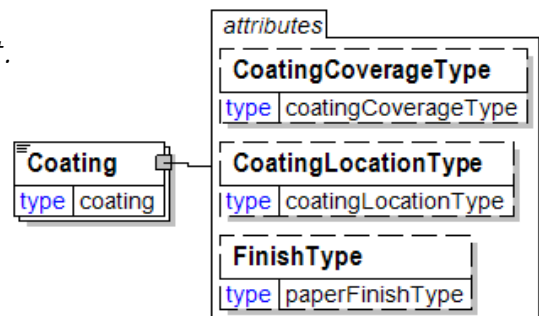 attributes
CoatingCoverageType
type coatingCoverageType
Coating
type coating
CoatingLocationType
type coatingLocationType
FinishType
type paperFinishType